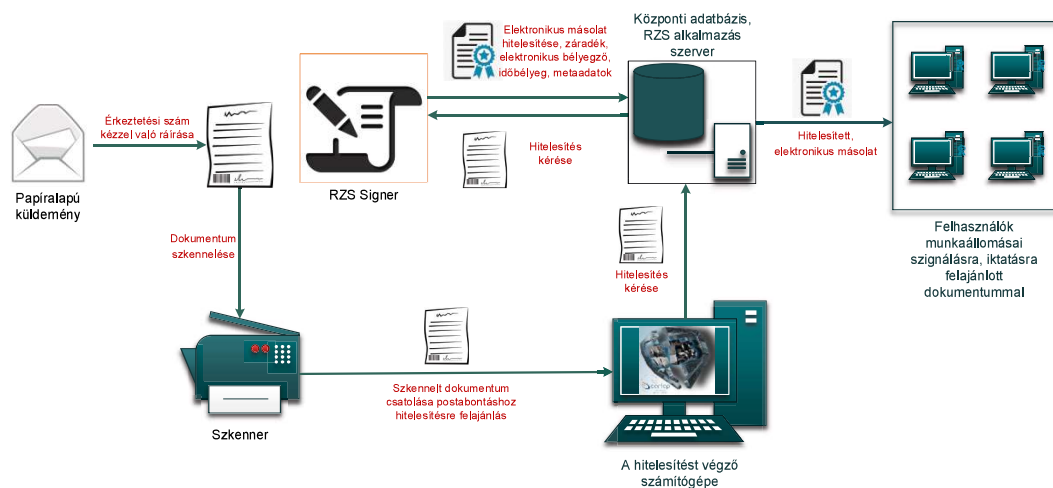 Érkeztetési szám
kézzel való ráírása
Papíralapú
küldemény
Elektronikus másolat
hitelesítése, záradék,
elektronikus bélyegző,
időbélyeg, metaadatok
Hitelesítés
kérése
RZS Signer
Központi adatbázis,
RZS alkalmazás
szerver
Hitelesített,
elektronikus másolat
Felhasználók
munkaállomásai
szignálásra, iktatásra
felajánlott
dokumentummal
Dokumentum
szkennelése
Hitelesítés
kérése
Szkennelt dokumentum
csatolása postabontáshoz
hitelesítésre felajánlás
Szkenner
A hitelesítést végző
számítógépe